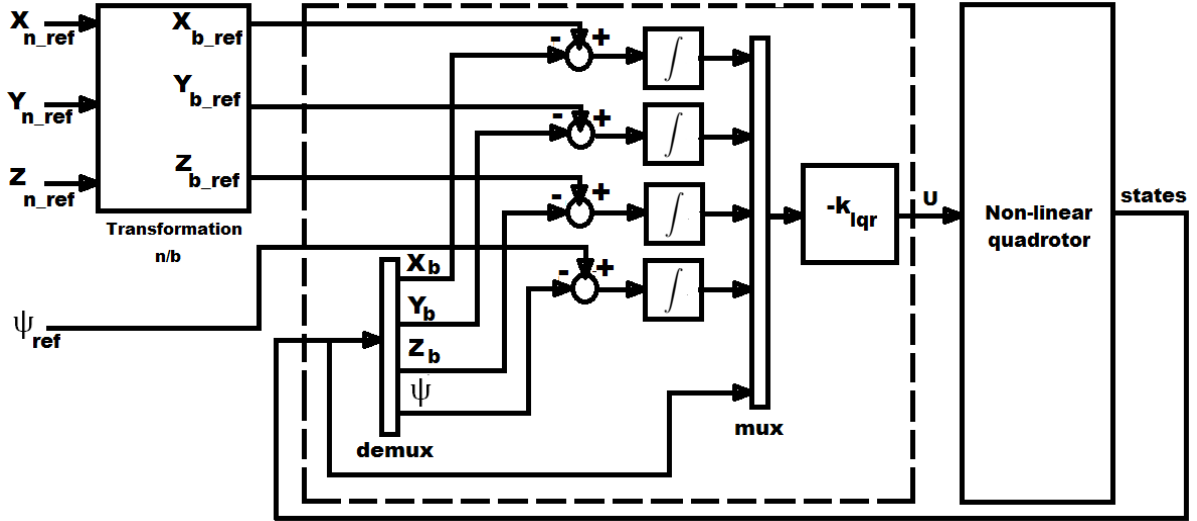 X n_ref
X b_ref
- +
∫
Y n_ref
Y b_ref
- +
∫
Z n_ref
Z b_ref
- +
∫
-k lqr
U
Non-linear
quadrotor
states
Transformation
n/b
- +
∫
X b
Y b
Z b
ψ
ψ ref
demux
mux